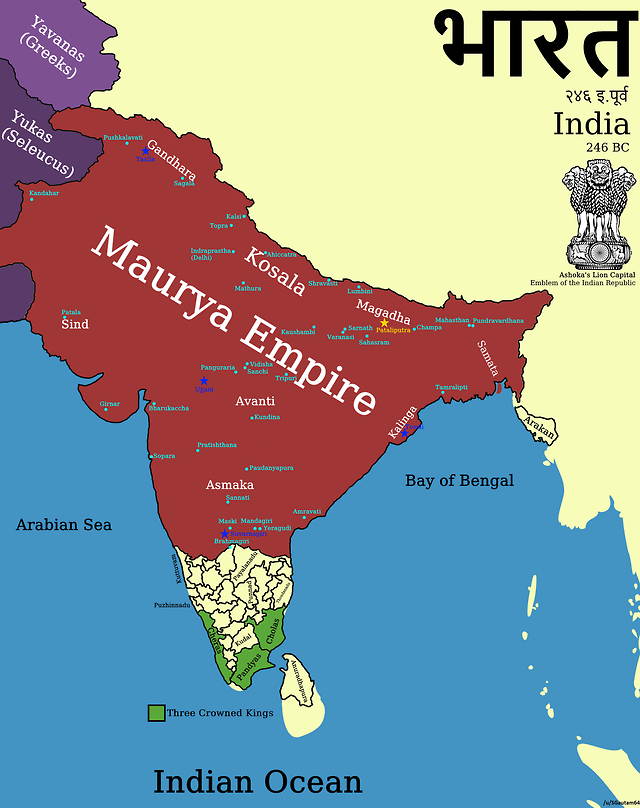 भारत
२४६ इ.पूर्व
India
246 BC
Ashoka's Lion Capital
Emblem of the Indian Republic
Yavanas
(Greeks)
Yukas
(Seleucus)
Pushkalavati
Taxila
Gandhara
Sagala
Kandahar
Kalsi
Topra
Indraprastha
(Delhi)
Ahiccatra
Kosala
Mathura
Shravasti
Lumbini
Maurya Empire
Magadha
Pataliputra
Patala
Sind
Kaushambi
Varanasi
Sarnath
Sahasram
Champa
Mahasthan
Pundravardhana
Samata
Panguraria
Vidisha
Sanchi
Tripuri
Ujjain
Tamralipti
Avanti
Girnar
Bharukaccha
Kundina
Kalinga
Tosali
Arakan
Pratishthana
Sopara
Paudanyapura
Asmaka
Sannati
Bay of Bengal
Arabian Sea
Maski
Mandagiri
Yeragudi
Amravati
Suvarnagiri
Brahmagiri
Payalanadu
Punnadu
Puzhinnadu
Kudal
Cheras
Cholas
Pandyas
Anuradhapura
Three Crowned Kings
Indian Ocean
/u/SGautam64